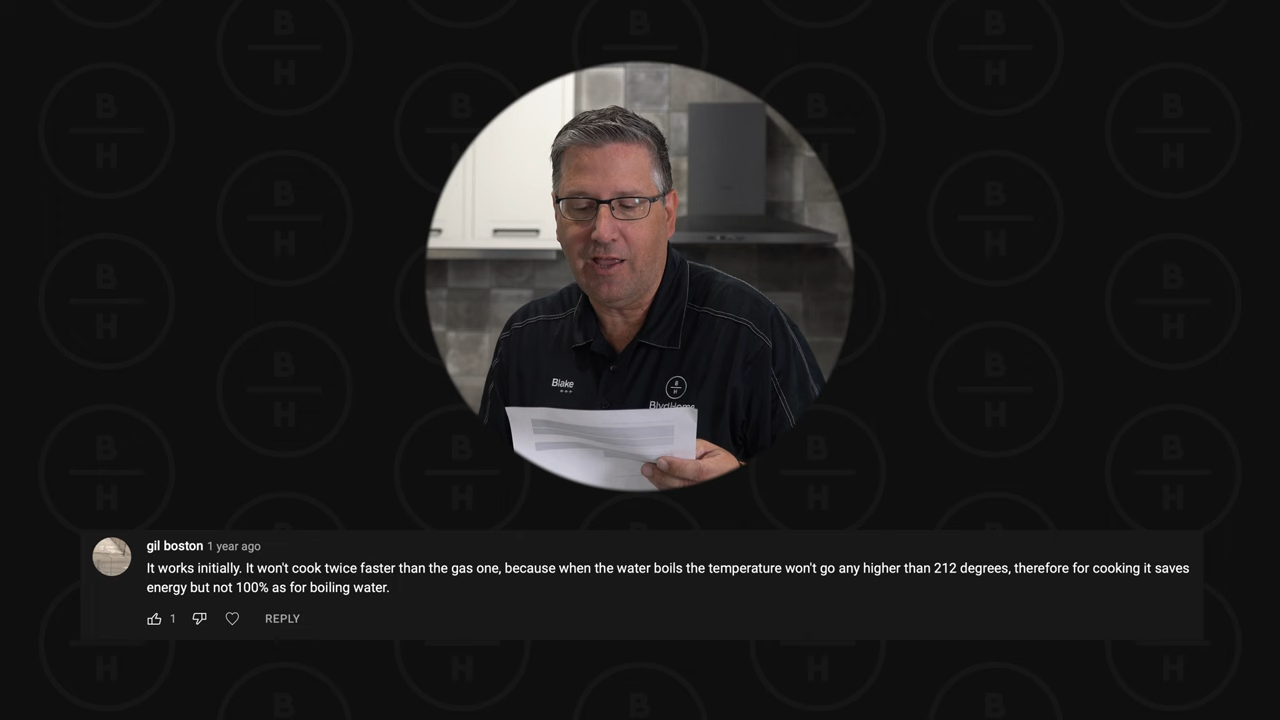 B
H
Blake
B
H
BlvdHome
gil boston 1 year ago
It works initially. It won't cook twice faster than the gas one, because when the water boils the temperature won't go any higher than 212 degrees, therefore for cooking it saves
energy but not 100% as for boiling water.
1 REPLY